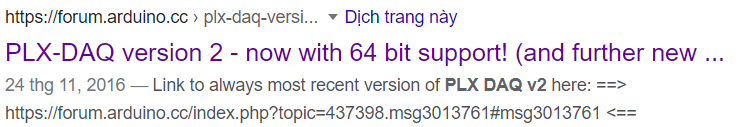 https://forum.arduino.cc › plx-daq-versi... Dịch trang này
PLX-DAQ version 2 - now with 64 bit support! (and further new ...
24 thg 11, 2016 — Link to always most recent version of PLX DAQ v2 here: ==>
https://forum.arduino.cc/index.php?topic=437398.msg3013761#msg3013761 <==